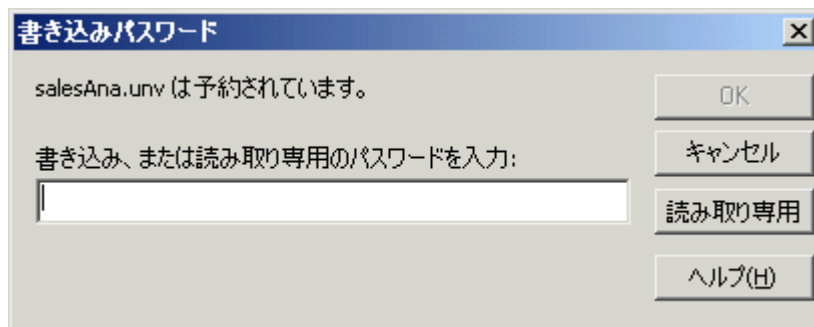 書き込みパスワード
salesAna.unv は予約されています。
OK
書き込み、または読み取り専用のパスワードを入力:
キャンセル
読み取り専用
ヘルプ(H)